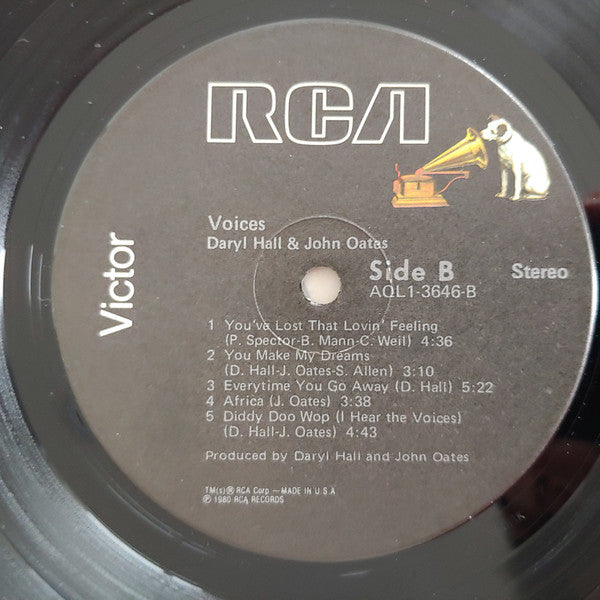 RCA
Victor
Voices
Daryl Hall & John Oates
Side B
Stereo
AQL1-3646-B
1 You've Lost That Lovin' Feeling
(P. Spector-B. Mann-C. Weil) 4:36
2 You Make My Dreams
(D. Hall-J. Oates-S. Allen) 3:10
3 Everytime You Go Away (D. Hall) 5:22
4 Africa (J. Oates) 3:38
5 Diddy Doo Wop (I Hear the Voices)
(D. Hall-J. Oates) 4:43
Produced by Daryl Hall and John Oates
TM(s)® RCA Corp — MADE IN U.S.A
℗ 1980 RCA RECORDS